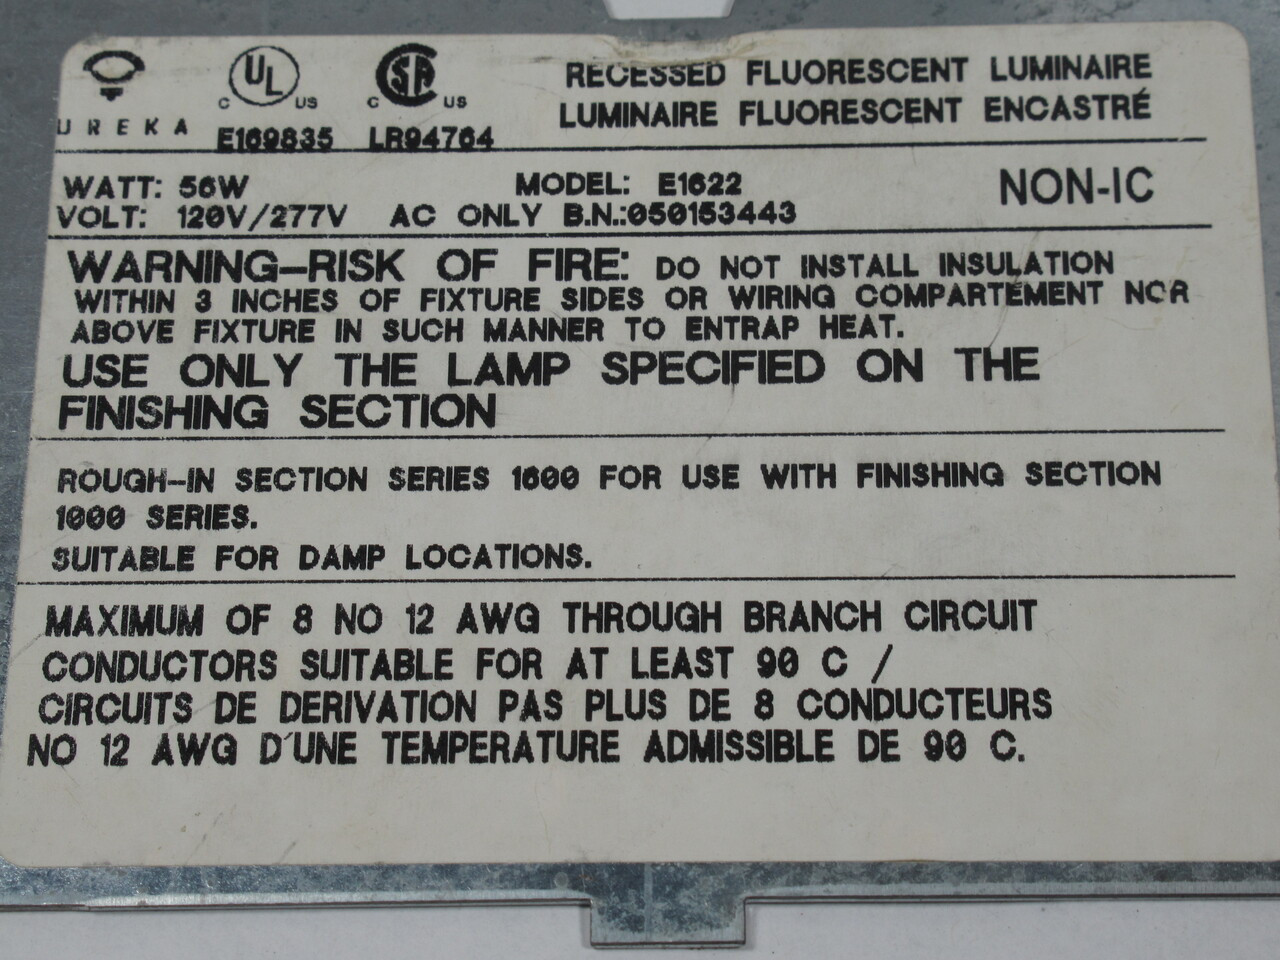 UREKA
C UL US
E169835
C SA US
LR94764
RECESSED FLUORESCENT LUMINAIRE
LUMINAIRE FLUORESCENT ENCASTRÉ
WATT: 56W MODEL: E1622 NON-IC
VOLT: 120V/277V AC ONLY B.N.:050153443
WARNING-RISK OF FIRE: DO NOT INSTALL INSULATION
WITHIN 3 INCHES OF FIXTURE SIDES OR WIRING COMPARTEMENT NOR
ABOVE FIXTURE IN SUCH MANNER TO ENTRAP HEAT.
USE ONLY THE LAMP SPECIFIED ON THE
FINISHING SECTION
ROUGH-IN SECTION SERIES 1600 FOR USE WITH FINISHING SECTION
1000 SERIES.
SUITABLE FOR DAMP LOCATIONS.
MAXIMUM OF 8 NO 12 AWG THROUGH BRANCH CIRCUIT
CONDUCTORS SUITABLE FOR AT LEAST 90 C /
CIRCUITS DE DERIVATION PAS PLUS DE 8 CONDUCTEURS
NO 12 AWG D'UNE TEMPERATURE ADMISSIBLE DE 90 C.